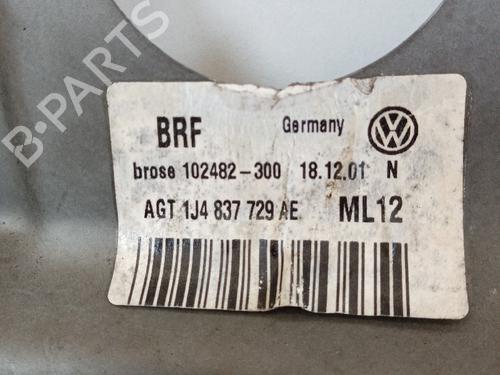 B-PARTS
BRF Germany
brose 102482-300 18.12.01 N
AGT 1J4 837 729 AE ML12